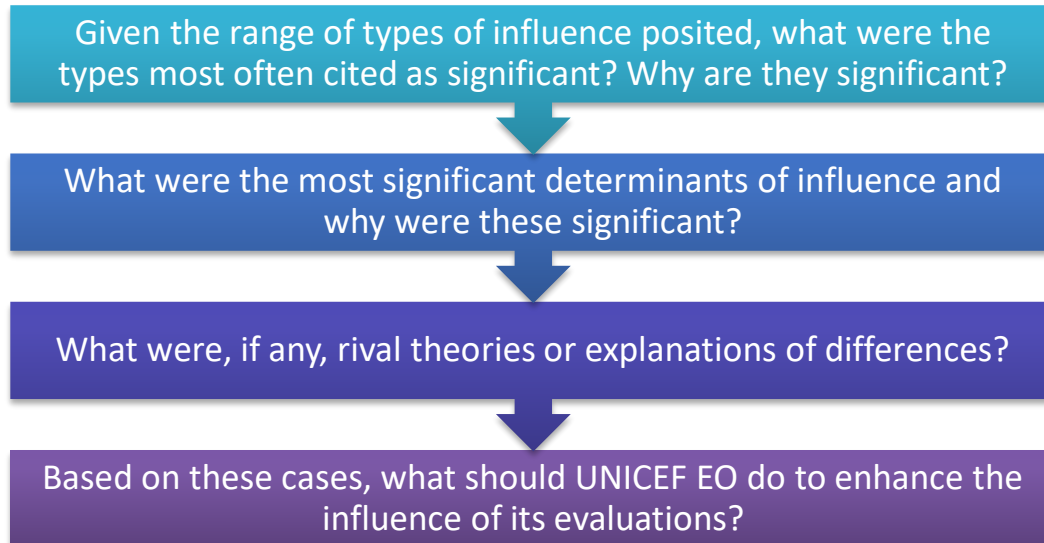 Given the range of types of influence posited, what were the
types most often cited as significant? Why are they significant?
What were the most significant determinants of influence and
why were these significant?
What were, if any, rival theories or explanations of differences?
Based on these cases, what should UNICEF EO do to enhance the
influence of its evaluations?